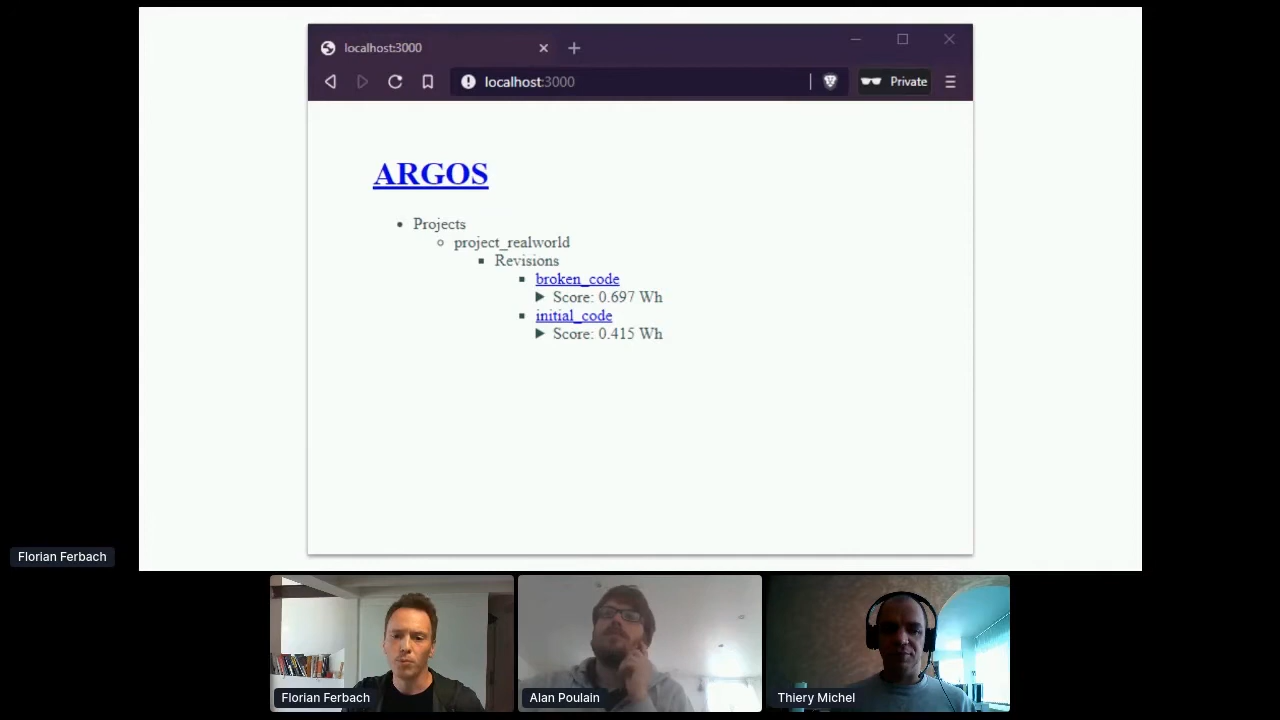 localhost:3000
localhost:3000
Private
ARGOS
Projects
project_realworld
Revisions
broken_code
Score: 0.697 Wh
initial_code
Score: 0.415 Wh
Florian Ferbach
Florian Ferbach
Alan Poulain
Thiery Michel